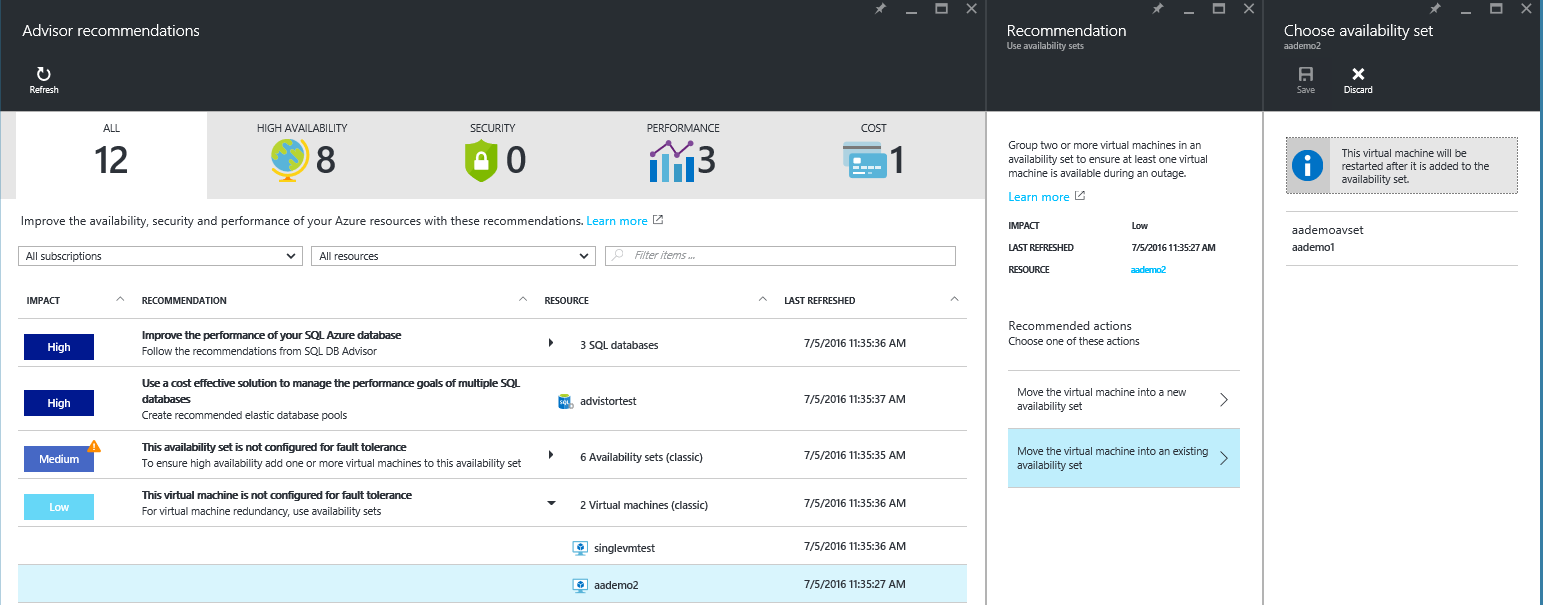 Advisor recommendations
Refresh
ALL
12
HIGH AVAILABILITY
8
SECURITY
0
PERFORMANCE
3
COST
1
Improve the availability, security and performance of your Azure resources with these recommendations. Learn more
All subscriptions
All resources
Filter items ...
IMPACT RECOMMENDATION RESOURCE LAST REFRESHED
High
Improve the performance of your SQL Azure database
Follow the recommendations from SQL DB Advisor
3 SQL databases
7/5/2016 11:35:36 AM
High
Use a cost effective solution to manage the performance goals of multiple SQL
databases
Create recommended elastic database pools
SQL
advistortest
7/5/2016 11:35:37 AM
Medium
This availability set is not configured for fault tolerance
To ensure high availability add one or more virtual machines to this availability set
6 Availability sets (classic)
7/5/2016 11:35:35 AM
Low
This virtual machine is not configured for fault tolerance
For virtual machine redundancy, use availability sets
2 Virtual machines (classic)
7/5/2016 11:35:36 AM
singlevmtest
7/5/2016 11:35:36 AM
aademo2
7/5/2016 11:35:27 AM
Recommendation
Use availability sets
Group two or more virtual machines in an
availability set to ensure at least one virtual
machine is available during an outage.
Learn more
IMPACT Low
LAST REFRESHED 7/5/2016 11:35:27 AM
RESOURCE aademo2
Recommended actions
Choose one of these actions
Move the virtual machine into a new
availability set
Move the virtual machine into an existing
availability set
Choose availability set
aademo2
Save
Discard
This virtual machine will be
restarted after it is added to the
availability set.
aademoavset
aademo1